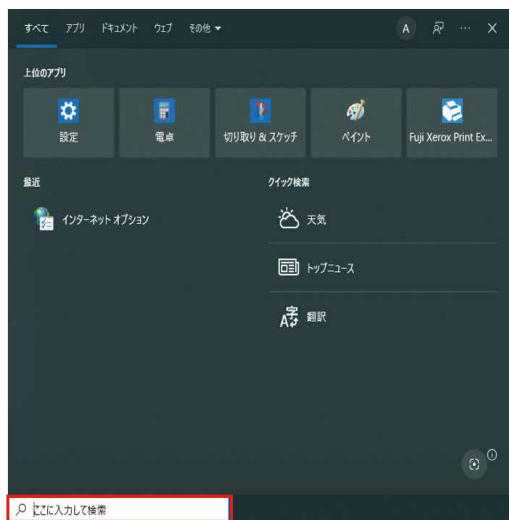 すべて アプリ ドキュメント ウェブ その他
A
上位のアプリ
設定 電卓 切り取り & スケッチ ペイント Fuji Xerox Print Ex...
最近 クイック検索
インターネット オプション 天気
トップニュース
字A 翻訳
ここに入力して検索